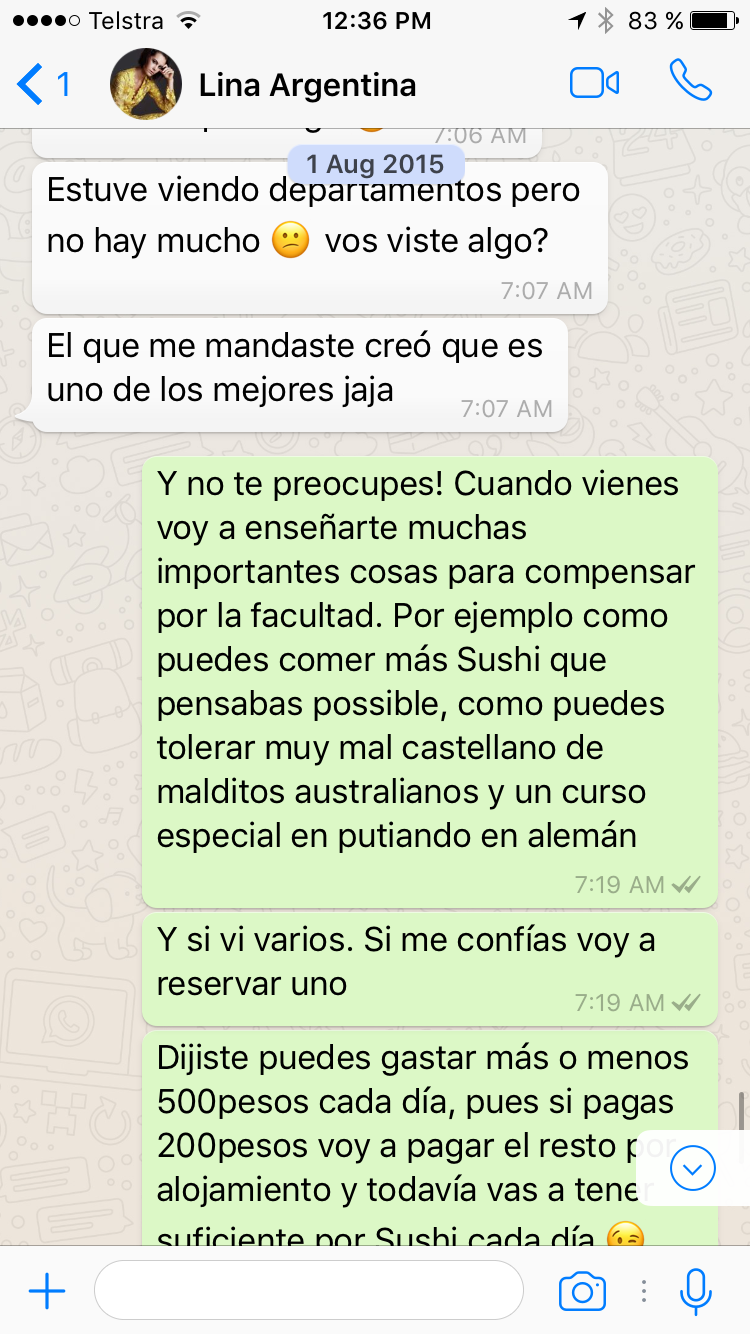 Telstra 12:36 PM 83 %
1 Lina Argentina
7:06 AM
1 Aug 2015
Estuve viendo departamentos pero
no hay mucho 😕 vos viste algo?
7:07 AM
El que me mandaste creó que es
uno de los mejores jaja
7:07 AM
Y no te preocupes! Cuando vienes
voy a enseñarte muchas
importantes cosas para compensar
por la facultad. Por ejemplo como
puedes comer más Sushi que
pensabas possible, como puedes
tolerar muy mal castellano de
malditos australianos y un curso
especial en putiando en alemán
7:19 AM
Y si vi varios. Si me confías voy a
reservar uno
7:19 AM
Dijiste puedes gastar más o menos
500pesos cada día, pues si pagas
200pesos voy a pagar el resto por
alojamiento y todavía vas a tener
suficiente por Sushi cada día 😉